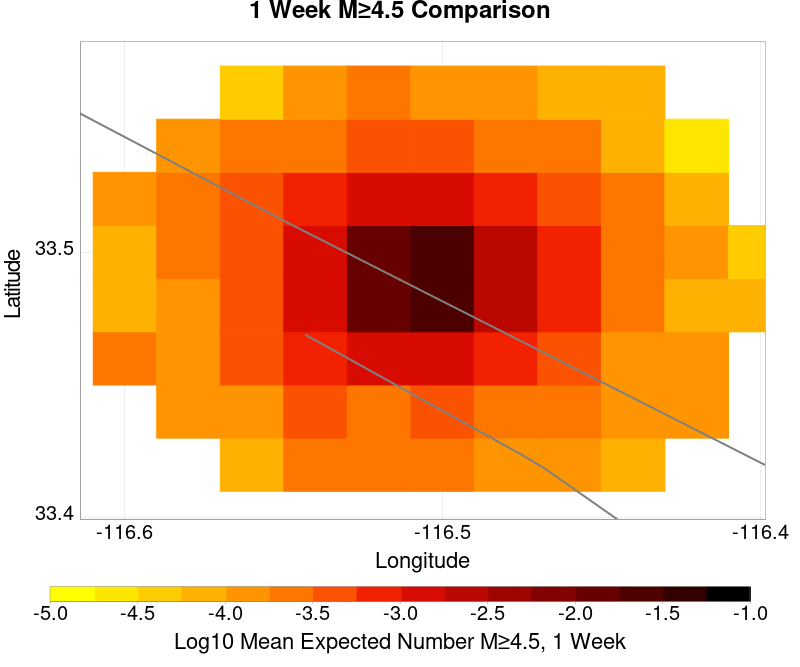 1 Week M≥4.5 Comparison
33.5
33.4
Latitude
-116.6 -116.5 -116.4
Longitude
-5.0 -4.5 -4.0 -3.5 -3.0 -2.5 -2.0 -1.5 -1.0
Log10 Mean Expected Number M≥4.5, 1 Week